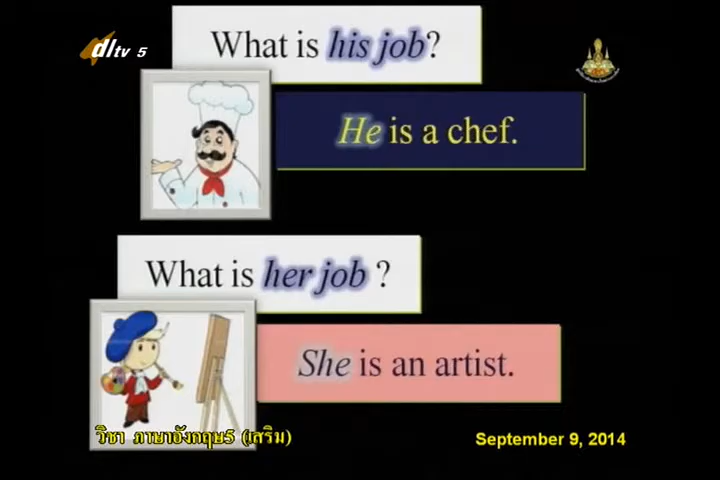 dltv 5
What is his job?
He is a chef.
What is her job ?
She is an artist.
วิชา ภาษาอังกฤษ5 (เสริม)
September 9, 2014